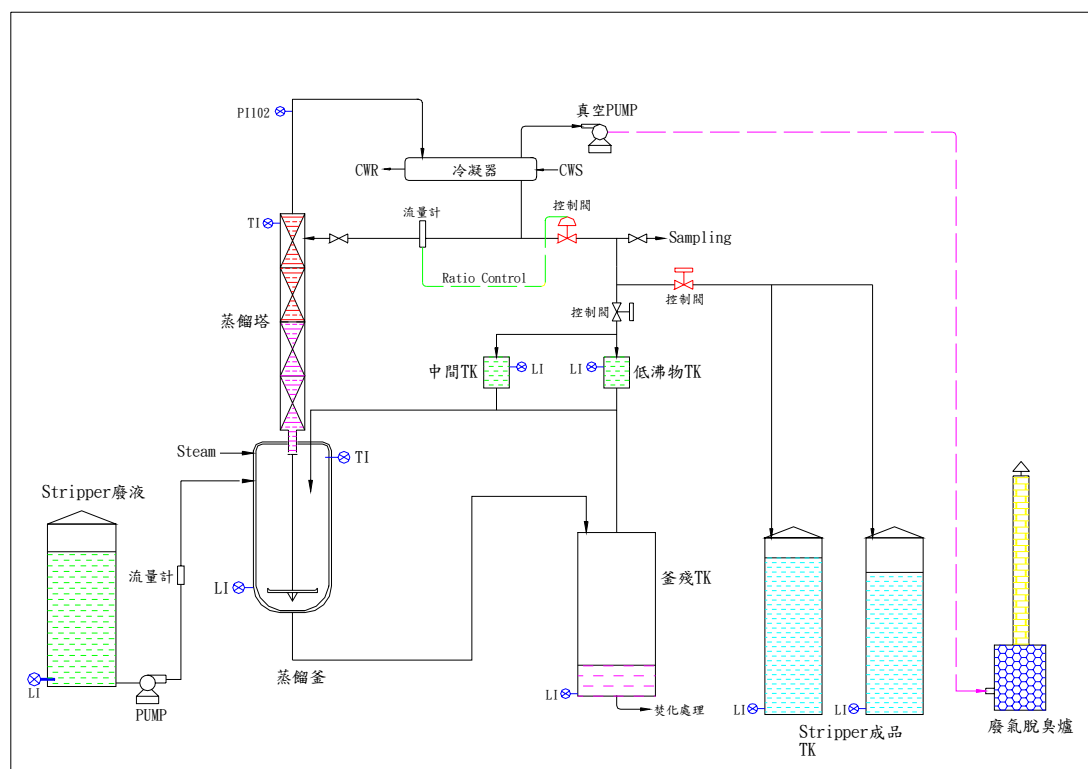 真空PUMP
PI102
CWR
冷凝器
CWS
流量計
控制閥
TI
Sampling
Ratio Control
控制閥
控制閥
蒸餾塔
中間TK
LI
LI
低沸物TK
Steam
TI
Stripper廢液
流量計
LI
釜殘TK
蒸餾釜
LI
PUMP
LI
焚化處理
LI
LI
Stripper成品
TK
廢氣脫臭爐